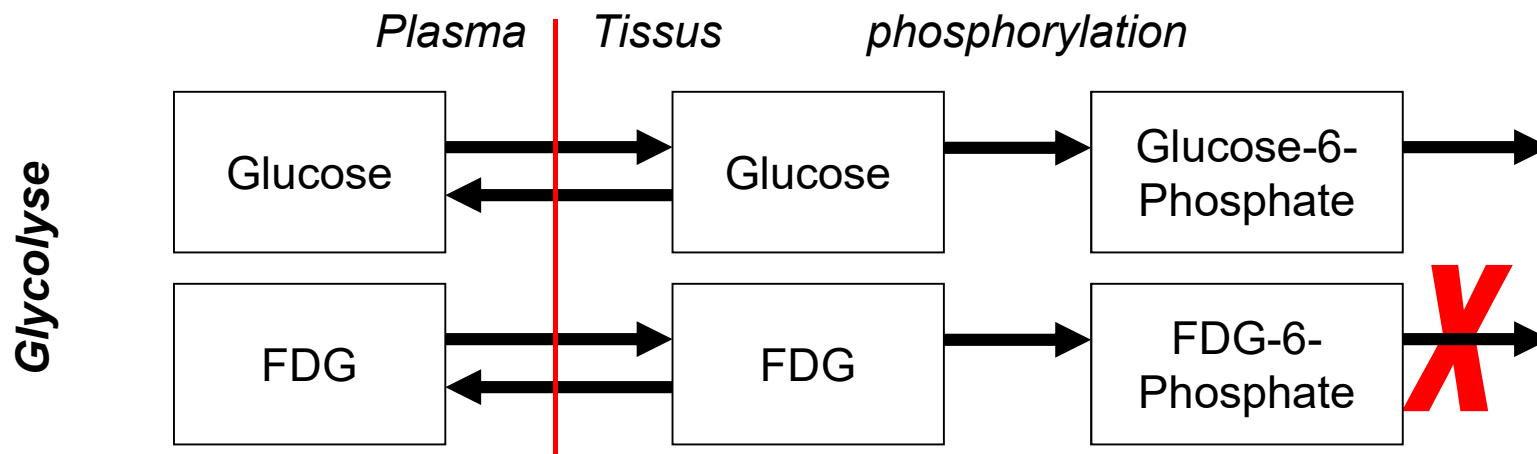 Plasma Tissus phosphorylation
Glycolyse
Glucose
Glucose
Glucose-6-
Phosphate
FDG
FDG
FDG-6-
Phosphate
X